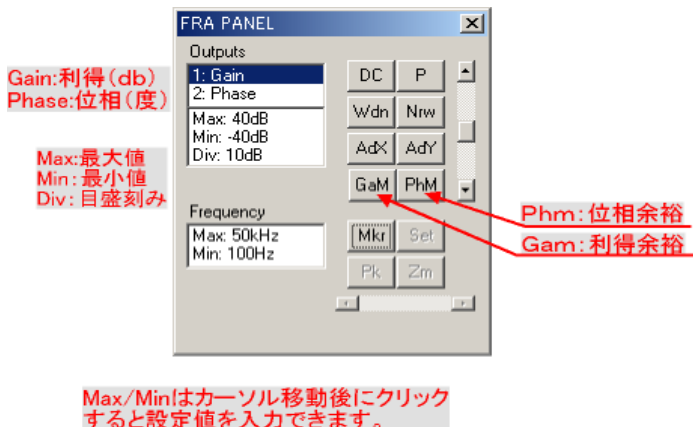 FRA PANEL
Outputs
1: Gain
2: Phase
Max: 40dB
Min: -40dB
Div: 10dB
Frequency
Max: 50kHz
Min: 100Hz
DC P
Wdn Nrw
AdX AdY
GaM PhM
Mkr Set
Pk Zm
Gain:利得(db)
Phase:位相(度)
Max:最大値
Min:最小値
Div:目盛刻み
Phm:位相余裕
Gam:利得余裕
Max/Minはカーソル移動後にクリック
すると設定値を入力できます。